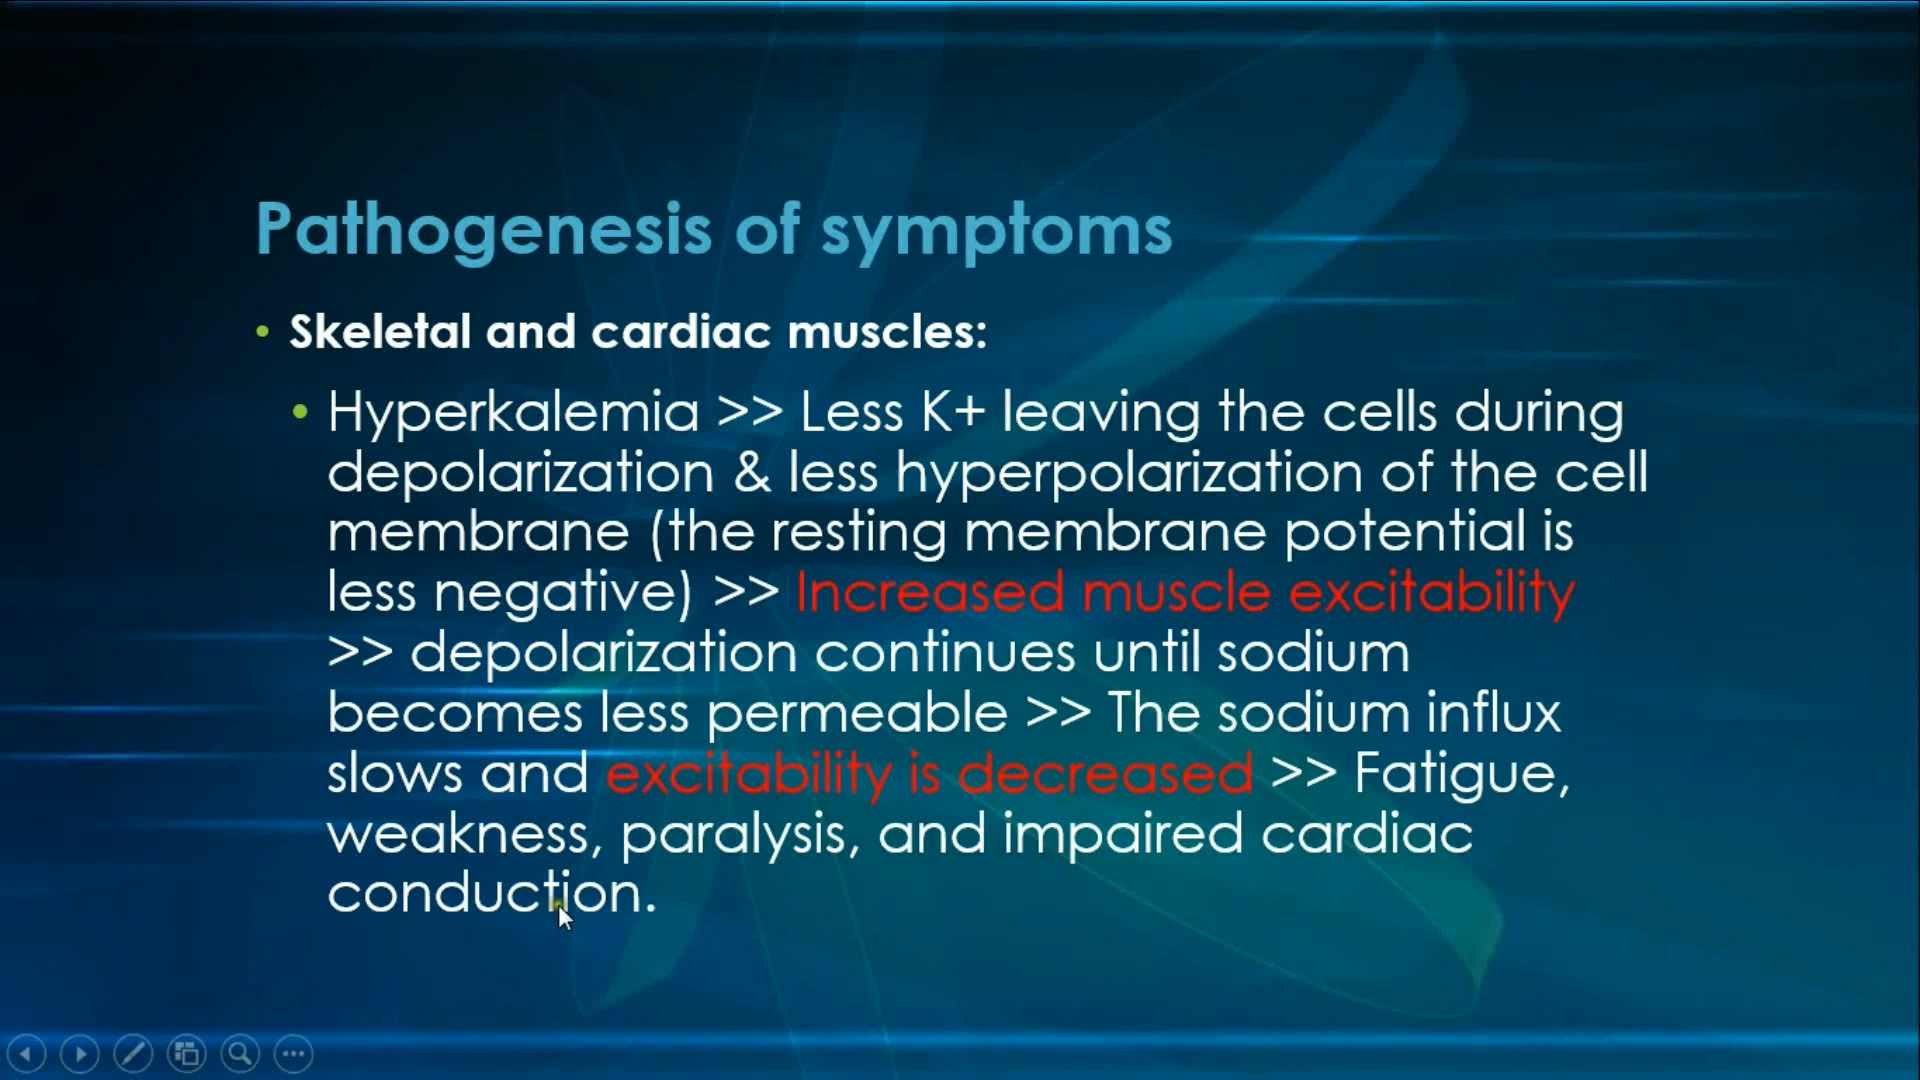 Pathogenesis of symptoms
• Skeletal and cardiac muscles:
• Hyperkalemia >> Less K+ leaving the cells during
depolarization & less hyperpolarization of the cell
membrane (the resting membrane potential is
less negative) >> Increased muscle excitability
>> depolarization continues until sodium
becomes less permeable >> The sodium influx
slows and excitability is decreased >> Fatigue,
weakness, paralysis, and impaired cardiac
conduction.